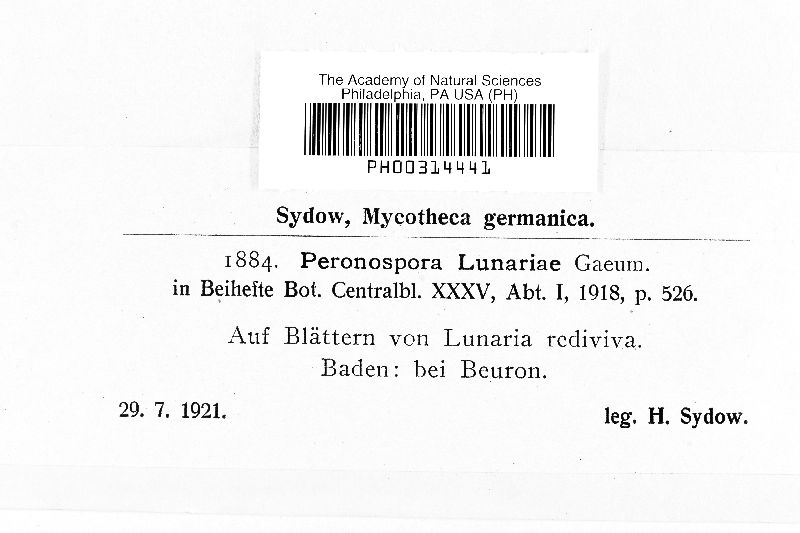 The Academy of Natural Sciences
Philadelphia, PA USA (PH)
PH00314441
Sydow, Mycotheca germanica.
1884. Peronospora Lunariae Gaeum.
in Beihefte Bot. Centralbl. XXXV, Abt. I, 1918, p. 526.
Auf Blättern von Lunaria rediviva.
Baden: bei Beuron.
29. 7. 1921.
leg. H. Sydow.